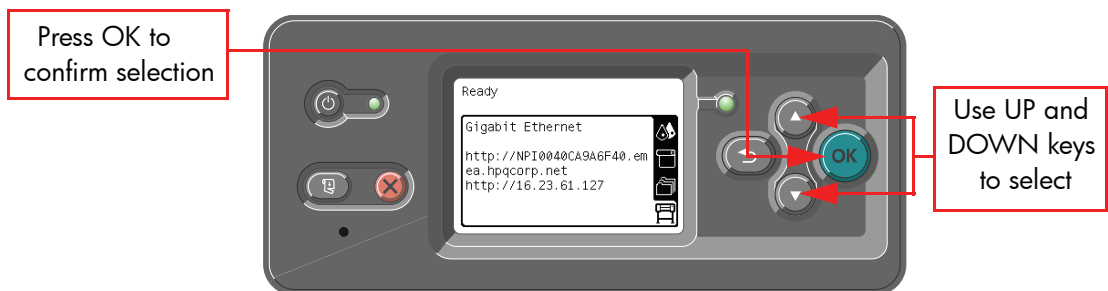 Press OK to
confirm selection
Ready
Gigabit Ethernet
http://NPI0040CA9A6F40.em
ea.hpqcorp.net
http://16.23.61.127
OK
Use UP and
DOWN keys
to select